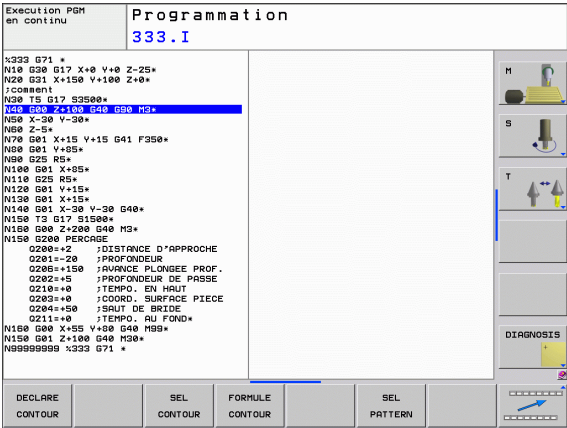 Execution PGM
en continu
Programmation
333.I
%333 G71 *
N10 G30 G17 X+0 Y+0 Z-25*
N20 G31 X+150 Y+100 Z+0*
;comment
N30 T5 G17 S3500*
N40 G00 Z+100 G40 G90 M3*
N50 X-30 Y-30*
N60 Z-5*
N70 G01 X+15 Y+15 G41 F350*
N80 G01 Y+85*
N90 G25 R5*
N100 G01 X+85*
N110 G25 R5*
N120 G01 Y+15*
N130 G01 X+15*
N140 G01 X-30 Y-30 G40*
N150 T3 G17 S1500*
N160 G00 Z+200 G40 M3*
N150 G200 PERCAGE
Q200=+2 ;DISTANCE D'APPROCHE
Q201=-20 ;PROFONDEUR
Q206=+150 ;AVANCE PLONGEE PROF.
Q202=+5 ;PROFONDEUR DE PASSE
Q210=+0 ;TEMPO. EN HAUT
Q203=+0 ;COORD. SURFACE PIECE
Q204=+50 ;SAUT DE BRIDE
Q211=+0 ;TEMPO. AU FOND*
N160 G00 X+55 Y+80 G40 M99*
N150 G01 Z+100 G40 M30*
N99999999 %333 G71 *
M
S
T
DIAGNOSIS
DECLARE
CONTOUR
SEL
CONTOUR
FORMULE
CONTOUR
SEL
PATTERN